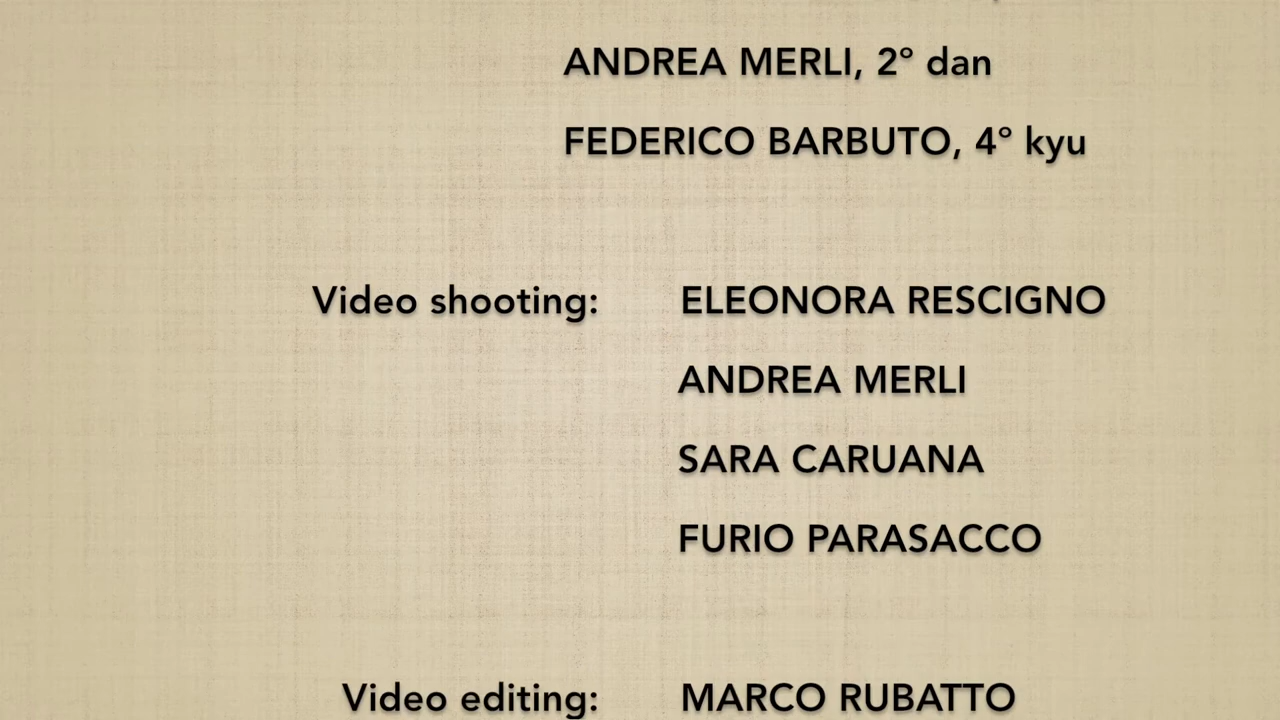 ANDREA MERLI, 2° dan
FEDERICO BARBUTO, 4° kyu
Video shooting: ELEONORA RESCIGNO
ANDREA MERLI
SARA CARUANA
FURIO PARASACCO
Video editing: MARCO RUBATTO